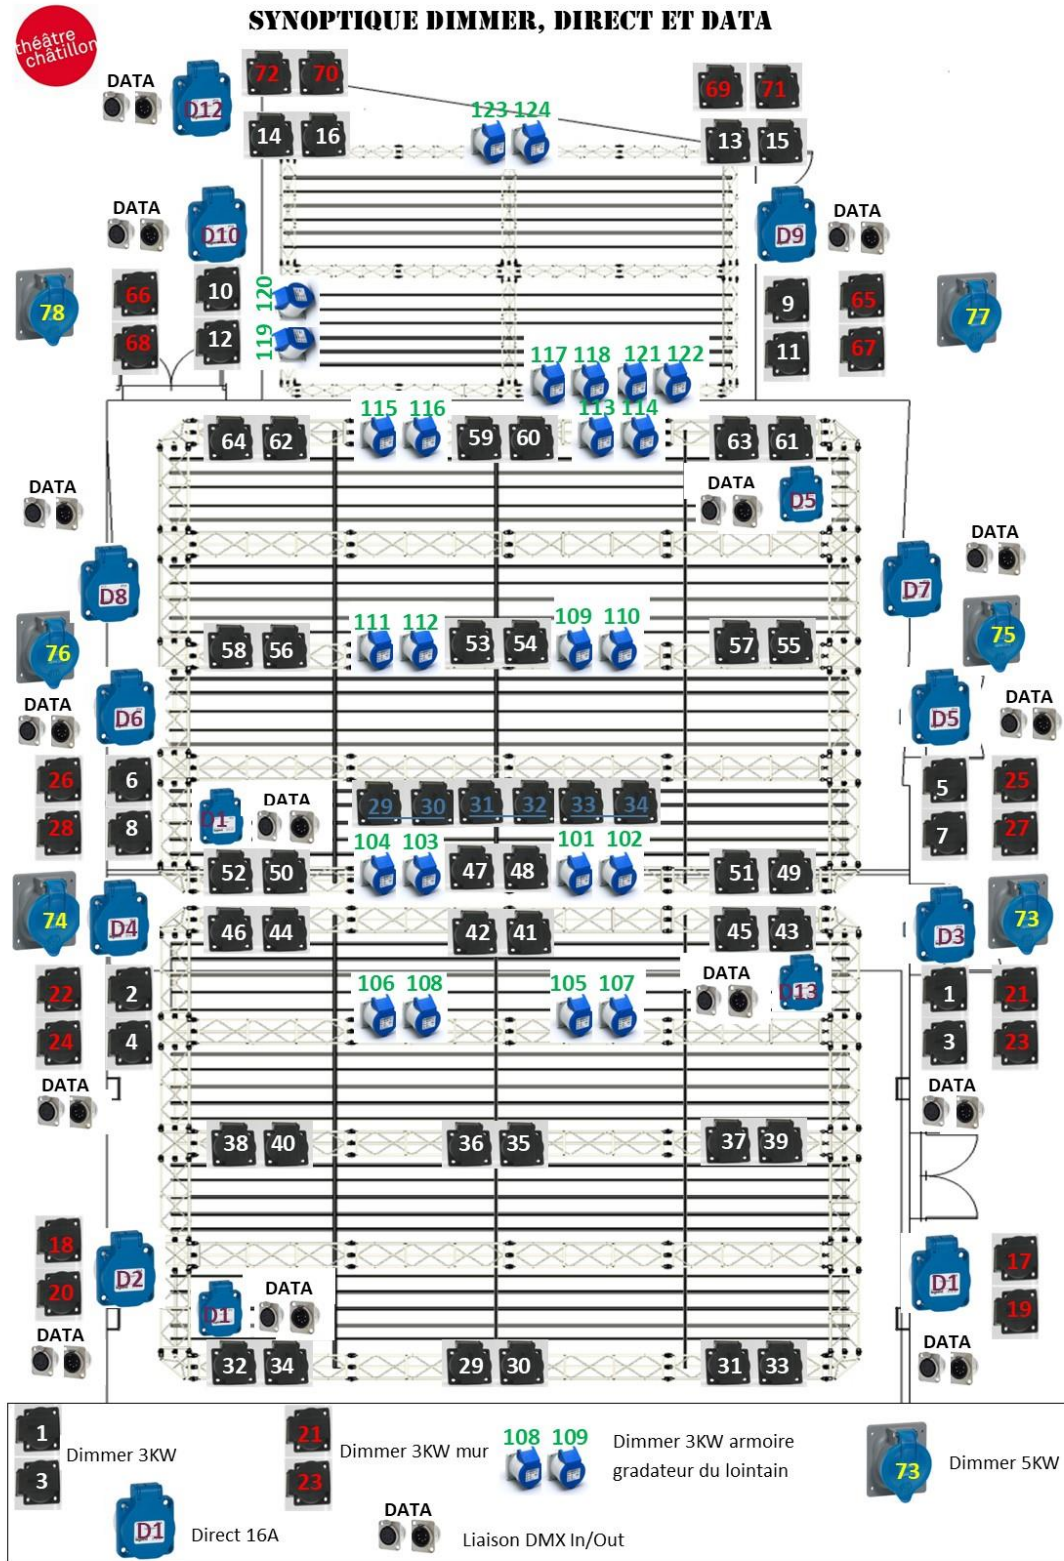 SYNOPTIQUE DIMMER, DIRECT ET DATA
théâtre
châtillon
DATA D12 72 70 69 71
123 124
14 16 13 15
DATA D10 D9 DATA
78 66 10 120 9 65 77
68 12 119 11 67
117 118 121 122
115 116 113 114
64 62 59 60 63 61
DATA DATA D5
DATA
D8 D7
111 112 109 110
76 58 56 53 54 57 55 75
DATA D6 D5 DATA
26 6 5 25
D1 DATA 29 30 31 32 33 34
28 8 7 27
104 103 101 102
52 50 47 48 51 49
74 D4 D3 73
46 44 42 41 45 43
DATA D13
22 2 106 108 105 107 1 21
24 4 3 23
DATA DATA
38 40 36 35 37 39
18 D2 D1 17
20 19
D1 : DATA
DATA DATA
32 34 29 30 31 33
1 3 Dimmer 3KW
21 23 Dimmer 3KW mur
108 109 Dimmer 3KW armoire
gradateur du lointain
73 Dimmer 5KW
D1 Direct 16A
DATA Liaison DMX In/Out